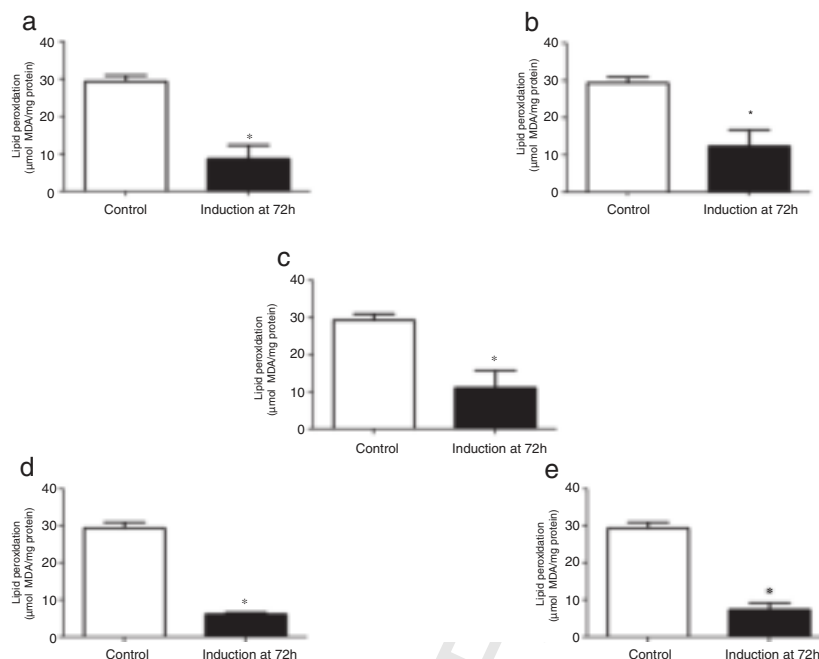 a
Lipid peroxidation
(µmol MDA/mg protein)
40
30
20
10
0
*
Control
Induction at 72h
b
Lipid peroxidation
(µmol MDA/mg protein)
40
30
20
10
0
*
Control
Induction at 72h
c
Lipid peroxidation
(µmol MDA/mg protein)
40
30
20
10
0
*
Control
Induction at 72h
d
Lipid peroxidation
(µmol MDA/mg protein)
40
30
20
10
0
*
Control
Induction at 72h
e
Lipid peroxidation
(µmol MDA/mg protein)
40
30
20
10
0
*
Control
Induction at 72h